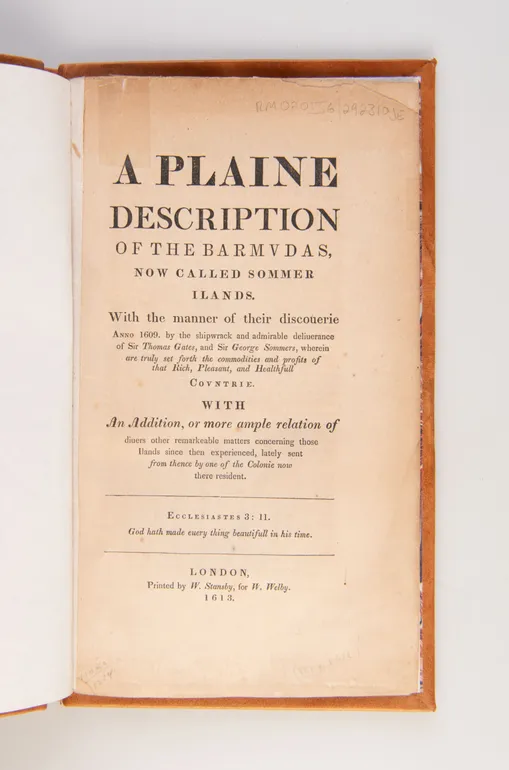 A PLAINE
DESCRIPTION
OF THE BARMVDAS,
NOW CALLED SOMMER
ILANDS.
With the manner of their discouerie
ANNO 1609. by the shipwrack and admirable deliuerance
of Sir Thomas Gates, and Sir George Sommers, wherein
are truly set forth the commodities and profits of
that Rich, Pleasant, and Healthfull
COVNTRIE.
WITH
An Addition, or more ample relation of
diuers other remarkeable matters concerning those
Ilands since then experienced, lately sent
from thence by one of the Colonie now
there resident.
ECCLESIASTES 3: 11.
God hath made euery thing beautifull in his time.
LONDON,
Printed by W. Stansby, for W. Welby.
1613.